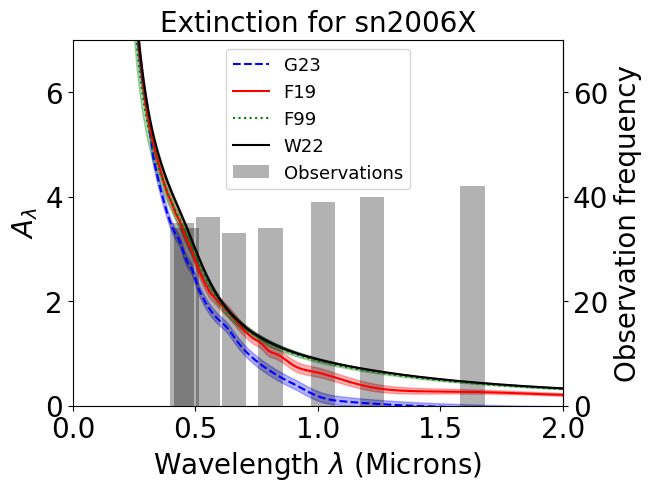 Extinction for sn2006X
G23
F19
F99
W22
Observations
6
4
2
0
60
40
20
0
0.0 0.5 1.0 1.5 2.0
Aλ
Observation frequency
Wavelength λ (Microns)